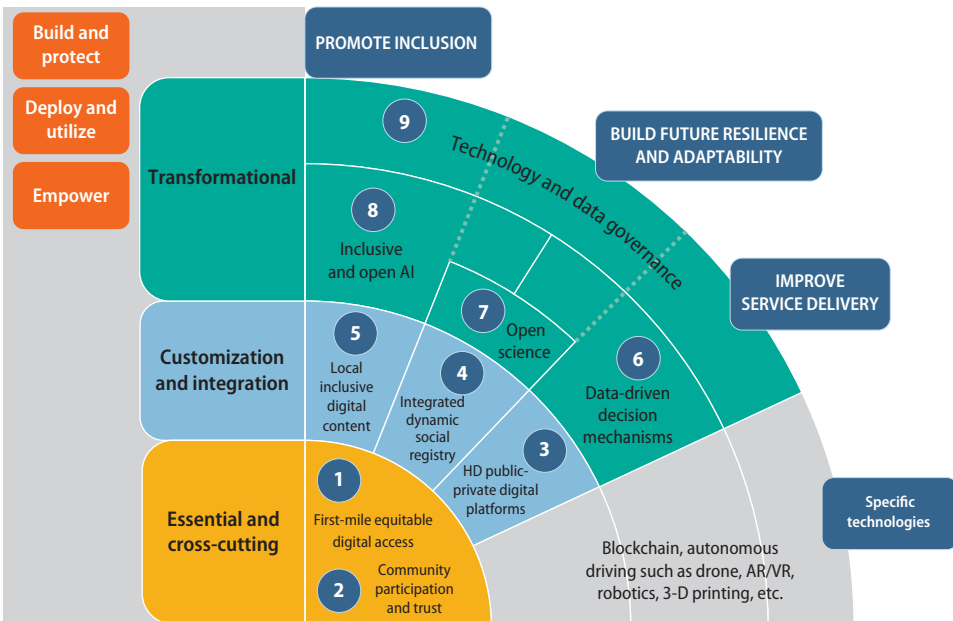 Build and
protect
Deploy and
utilize
Empower
PROMOTE INCLUSION
BUILD FUTURE RESILIENCE
AND ADAPTABILITY
IMPROVE
SERVICE DELIVERY
Specific
technologies
Transformational
9
Technology and data governance
8
Inclusive
and open AI
7
Open
science
6
Data-driven
decision
mechanisms
Customization
and integration
5
Local
inclusive
digital
content
4
Integrated
dynamic
social
registry
3
HD public-
private digital
platforms
Essential and
cross-cutting
1
First-mile equitable
digital access
2
Community
participation
and trust
Blockchain, autonomous
driving such as drone, AR/VR,
robotics, 3-D printing, etc.